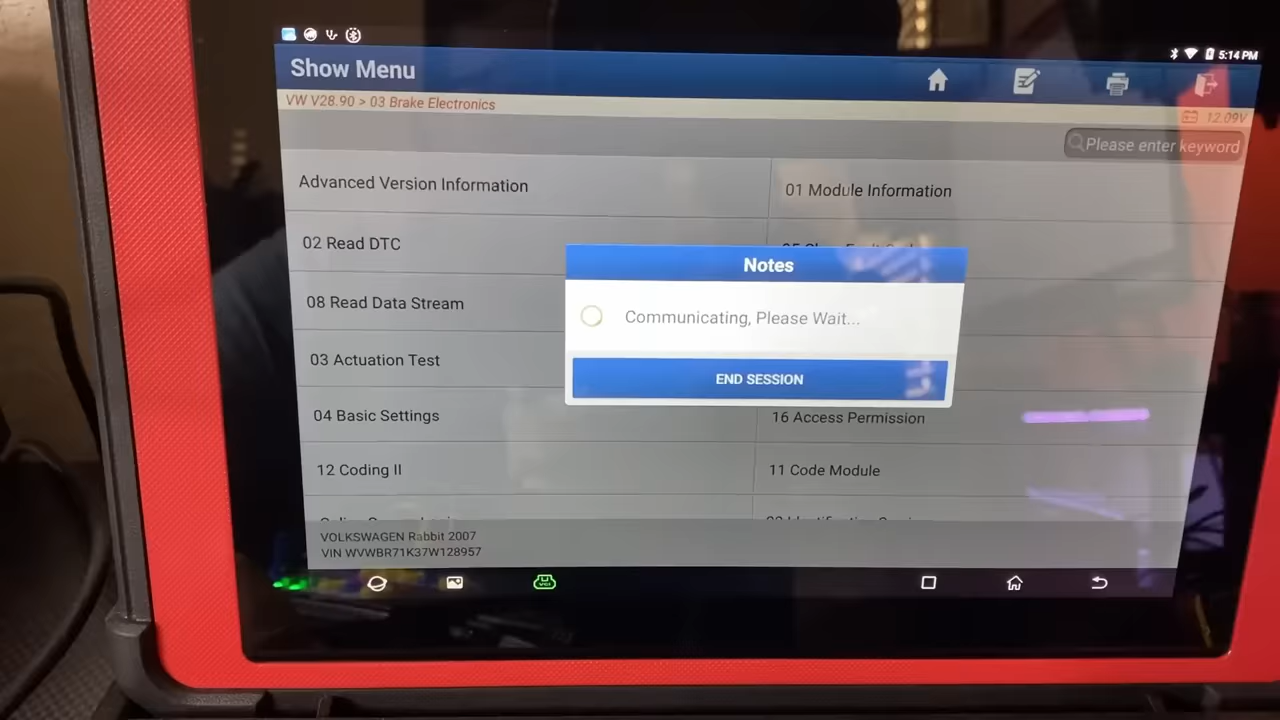 5:14 PM
Show Menu
VW V28.90 > 03 Brake Electronics
12.09V
Please enter keyword
Advanced Version Information
01 Module Information
02 Read DTC
Notes
08 Read Data Stream
Communicating, Please Wait...
03 Actuation Test
END SESSION
04 Basic Settings
16 Access Permission
12 Coding II
11 Code Module
VOLKSWAGEN Rabbit 2007
VIN WVWBR71K37W128957
VCI